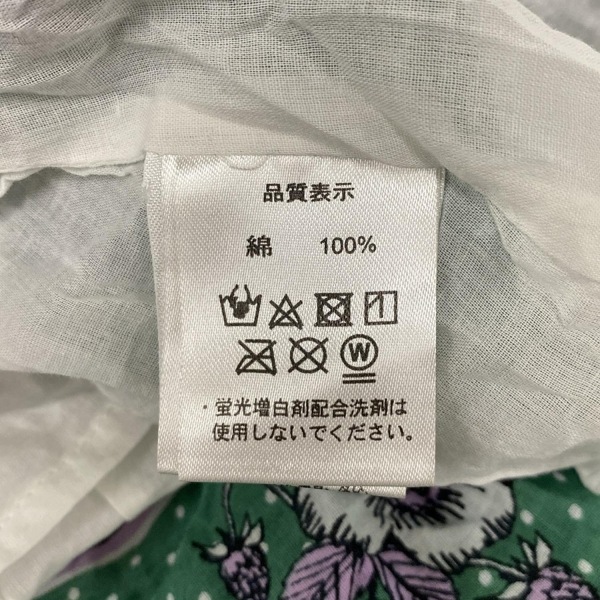 品質表示
綿 100%
W
・蛍光増白剤配合洗剤は
使用しないでください。